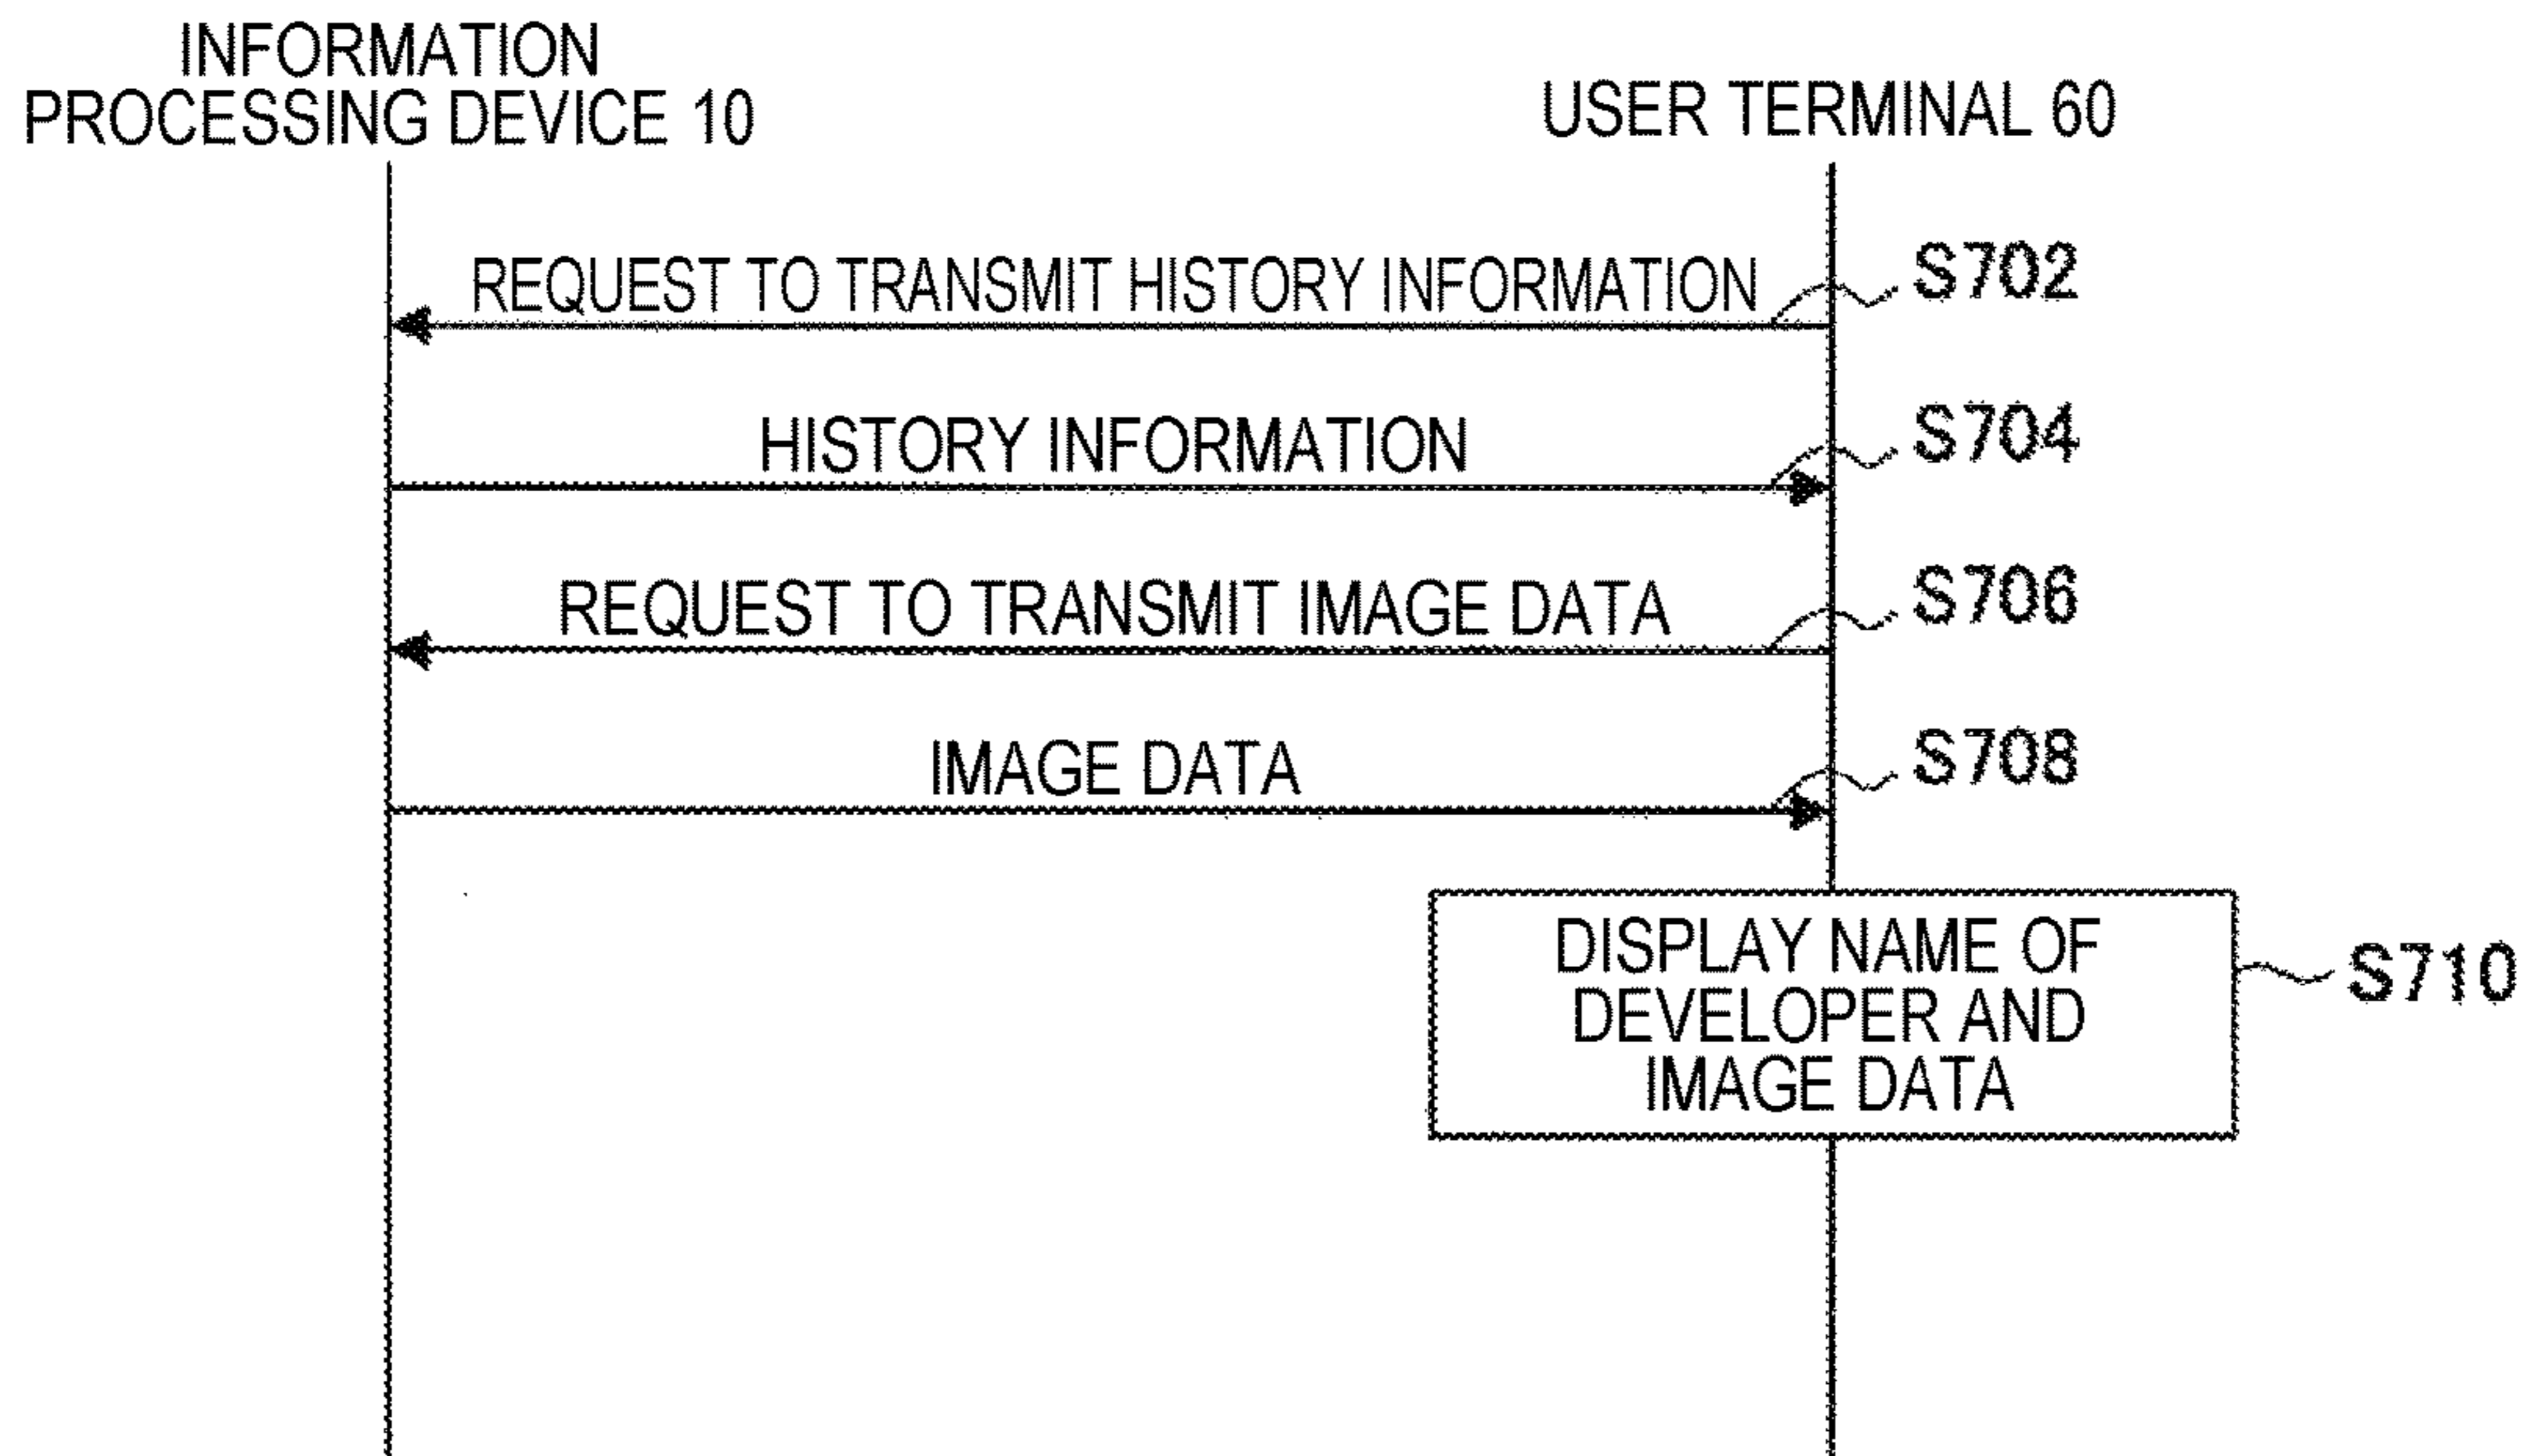 INFORMATION
PROCESSING DEVICE 10
USER TERMINAL 60
REQUEST TO TRANSMIT HISTORY INFORMATION
S702
HISTORY INFORMATION
S704
REQUEST TO TRANSMIT IMAGE DATA
S706
IMAGE DATA
S708
DISPLAY NAME OF
DEVELOPER AND
IMAGE DATA
S710